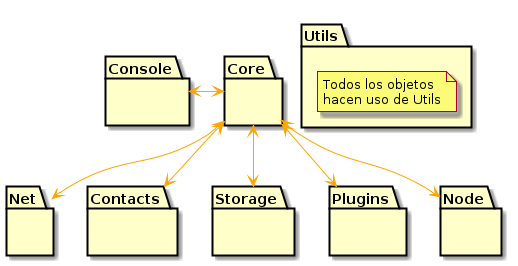 Utils
Todos los objetos
hacen uso de Utils
Console
Core
Net
Contacts
Storage
Plugins
Node